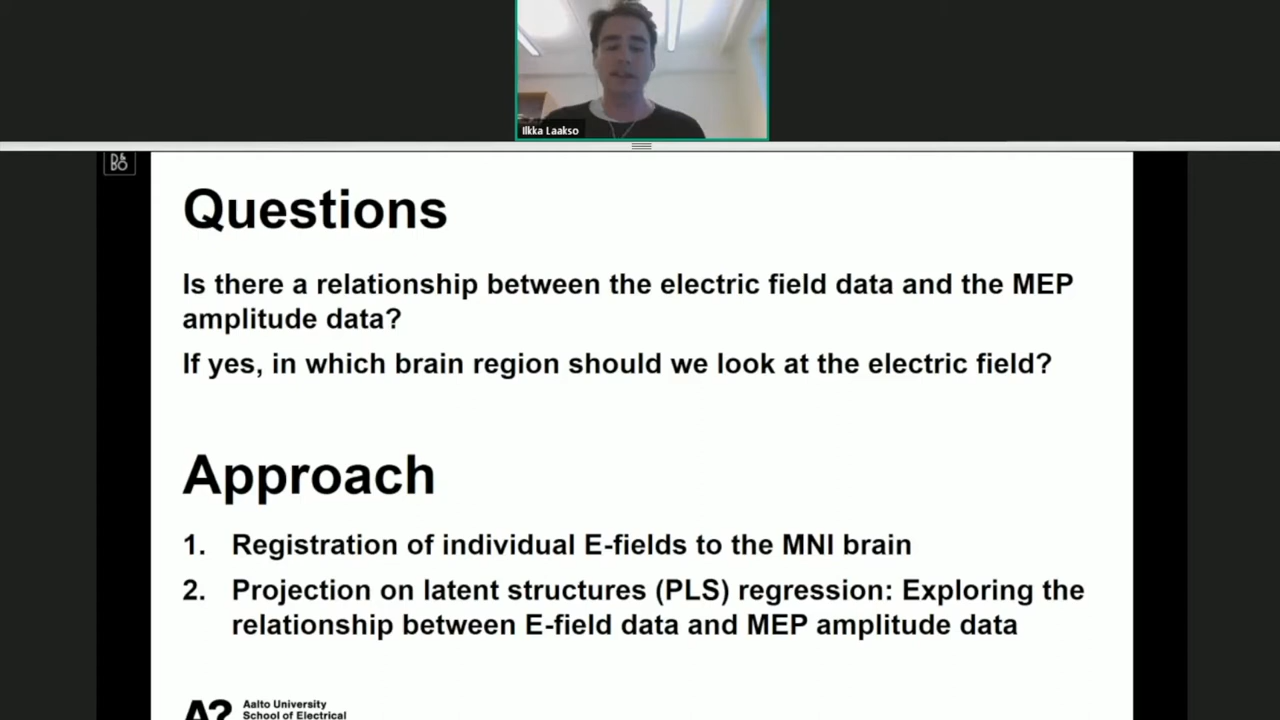 Ilkka Laakso
Questions
Is there a relationship between the electric field data and the MEP
amplitude data?
If yes, in which brain region should we look at the electric field?
Approach
1. Registration of individual E-fields to the MNI brain
2. Projection on latent structures (PLS) regression: Exploring the
relationship between E-field data and MEP amplitude data
A?
Aalto University
School of Electrical